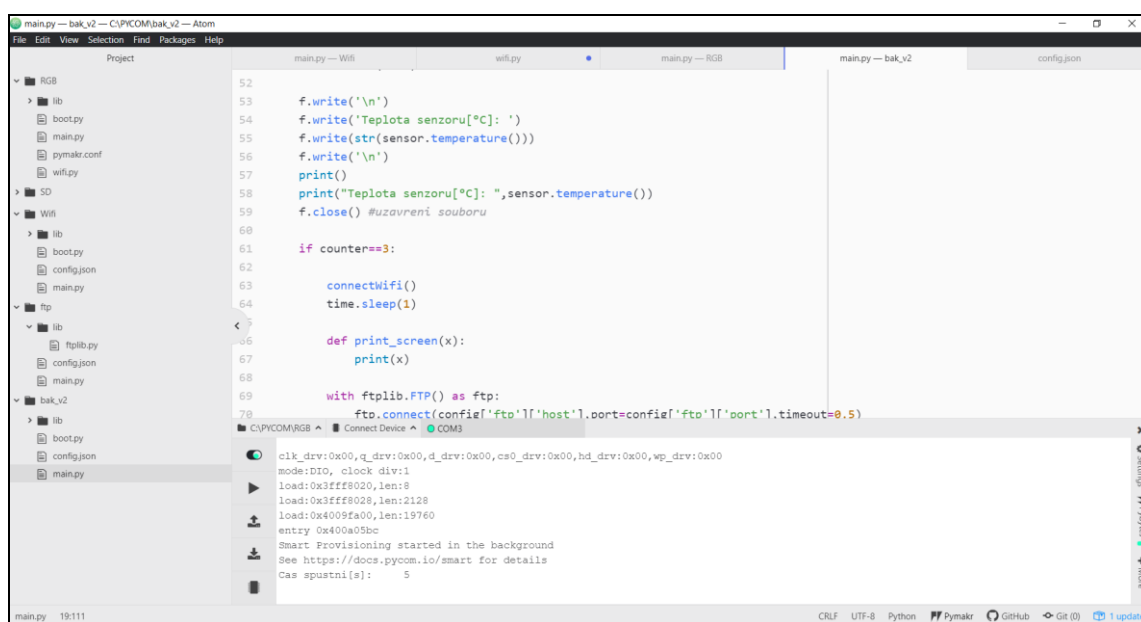 main.py — bak_v2 — C:\PYCOM\bak_v2 — Atom
File Edit View Selection Find Packages Help
Project
main.py — Wifi
wifi.py
main.py — RGB
main.py — bak_v2
config.json
RGB
lib
boot.py
main.py
pymakr.conf
wifi.py
SD
Wifi
lib
boot.py
config.json
main.py
ftp
lib
ftplib.py
config.json
main.py
bak_v2
lib
boot.py
config.json
main.py
52
53 f.write('\n')
54 f.write('Teplota senzoru[°C]: ')
55 f.write(str(sensor.temperature()))
56 f.write('\n')
57 print()
58 print("Teplota senzoru[°C]: ",sensor.temperature())
59 f.close() #uzavreni souboru
60
61 if counter==3:
62
63 connectWifi()
64 time.sleep(1)
66 def print_screen(x):
67 print(x)
68
69 with ftplib.FTP() as ftp:
70 ftp.connect(config['ftp']['host'],port=config['ftp']['port'],timeout=0.5)
C:\PYCOM\RGB Connect Device COM3
clk_drv:0x00,q_drv:0x00,d_drv:0x00,cs0_drv:0x00,hd_drv:0x00,wp_drv:0x00
mode:DIO, clock div:1
load:0x3fff8020,len:8
load:0x3fff8028,len:2128
load:0x4009fa00,len:19760
entry 0x400a05bc
Smart Provisioning started in the background
See https://docs.pycom.io/smart for details
Cas spustni[s]: 5
Settings
main.py 19:111
CRLF UTF-8 Python Pymakr GitHub Git (0) 1 update